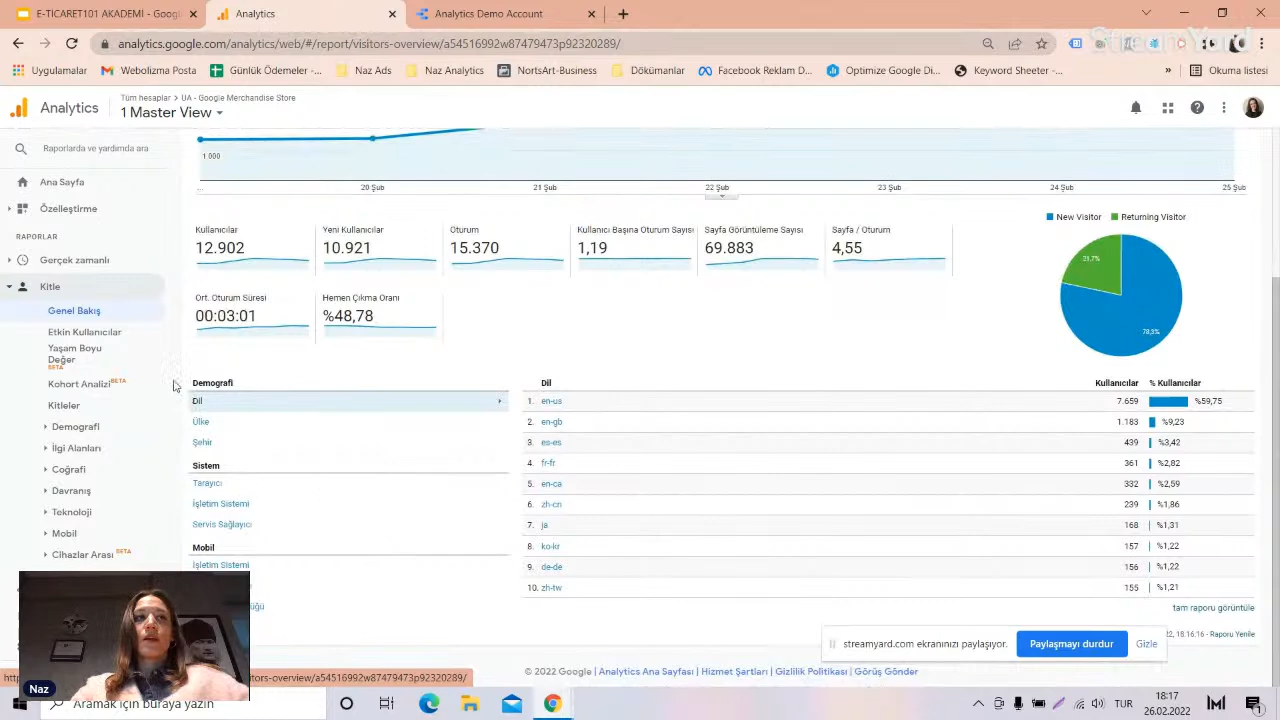 E-TICARET101 AKADEMİ -
Analytics
Analytics Demo Account
StreamYard
analytics.google.com/analytics/web/#/report/visitors-overview/a54516992w87479473p92320289/
Uygulamalar
Webolizma Posta
Günlük Ödemeler -...
Naz Ads
Naz Analytics
NortsArt-Business
Dökümanlar
Facebook Reklam D...
Optimize Google Di...
Keyword Sheeter -...
»
Okuma listesi
Analytics
Tüm hesaplar > UA - Google Merchandise Store
1 Master View
Raporlarda ve yardımda ara
Ana Sayfa
Özelleştirme
RAPORLAR
Gerçek zamanlı
Kitle
Genel Bakış
Etkin Kullanıcılar
Yaşam Boyu
Değer
BETA
Kohort Analizi BETA
Kitleler
Demografi
İlgi Alanları
Coğrafi
Davranış
Teknoloji
Mobil
Cihazlar Arası BETA
1.000
...
20 Şub
21 Şub
22 Şub
23 Şub
24 Şub
25 Şub
New Visitor
Returning Visitor
Kullanıcılar
12.902
Yeni Kullanıcılar
10.921
Oturum
15.370
Kullanıcı Başına Oturum Sayısı
1,19
Sayfa Görüntüleme Sayısı
69.883
Sayfa / Oturum
4,55
21,7%
78,3%
Ort. Oturum Süresi
00:03:01
Hemen Çıkma Oranı
%48,78
Demografi
Dil
Ülke
Şehir
Sistem
Tarayıcı
İşletim Sistemi
Servis Sağlayıcı
Mobil
İşletim Sistemi
Dil Kullanıcılar % Kullanıcılar
1. en-us 7.659 %59,75
2. en-gb 1.183 %9,23
3. es-es 439 %3,42
4. fr-fr 361 %2,82
5. en-ca 332 %2,59
6. zh-cn 239 %1,86
7. ja 168 %1,31
8. ko-kr 157 %1,22
9. de-de 156 %1,22
10. zh-tw 155 %1,21
tam raporu görüntüle
22, 18.16.16 - Raporu Yenile
streamyard.com ekranınızı paylaşıyor.
Paylaşmayı durdur
Gizle
© 2022 Google | Analytics Ana Sayfası | Hizmet Şartları | Gizlilik Politikası | Görüş Gönder
Naz
Aramak için buraya yazın
TUR
18:17
26.02.2022
1